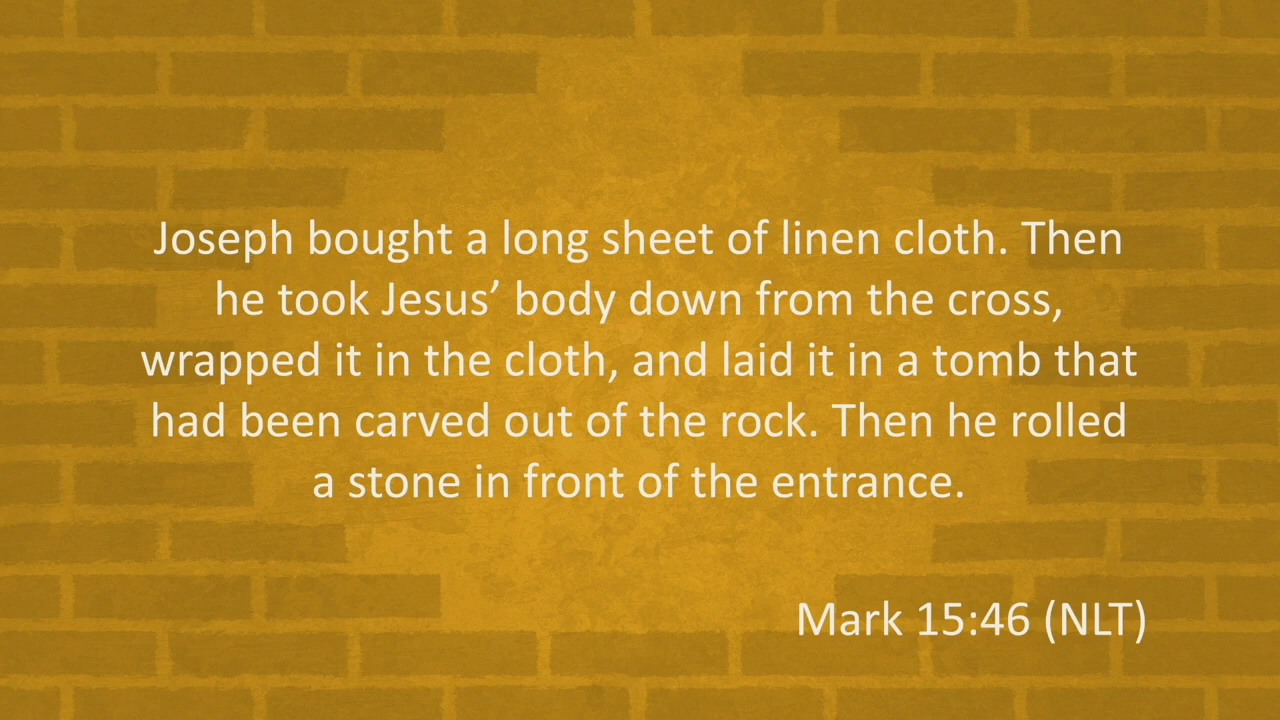 Joseph bought a long sheet of linen cloth. Then
he took Jesus’ body down from the cross,
wrapped it in the cloth, and laid it in a tomb that
had been carved out of the rock. Then he rolled
a stone in front of the entrance.
Mark 15:46 (NLT)